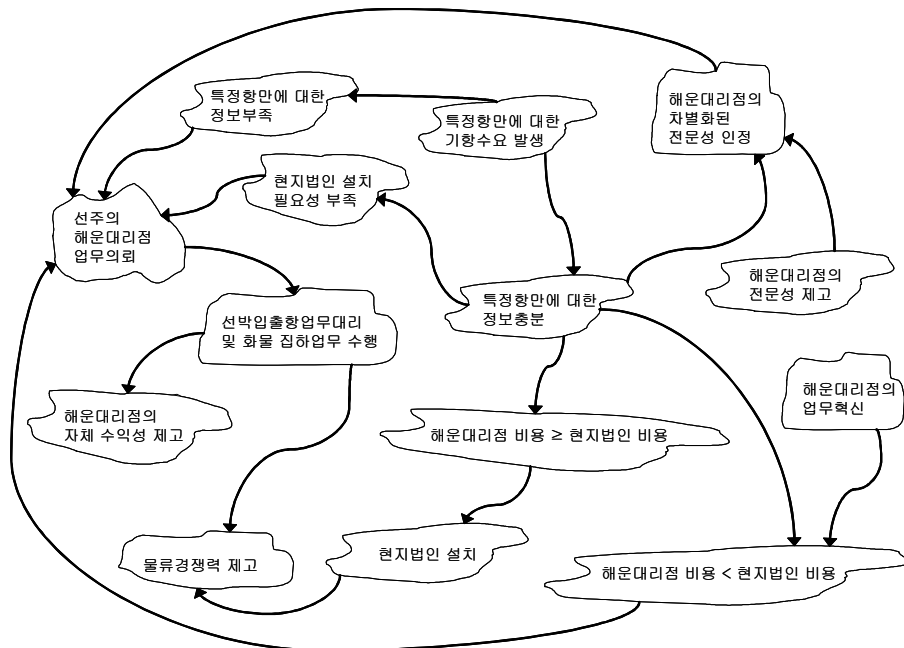 특정항만에 대한
정보부족
특정항만에 대한
기항수요 발생
해운대리점의
차별화된
전문성 인정
현지법인 설치
필요성 부족
선주의
해운대리점
업무의뢰
특정항만에 대한
정보충분
해운대리점의
전문성 제고
선박입출항업무대리
및 화물 집하업무 수행
해운대리점의
자체 수익성 제고
해운대리점 비용 ≥ 현지법인 비용
해운대리점의
업무혁신
물류경쟁력 제고
현지법인 설치
해운대리점 비용 < 현지법인 비용